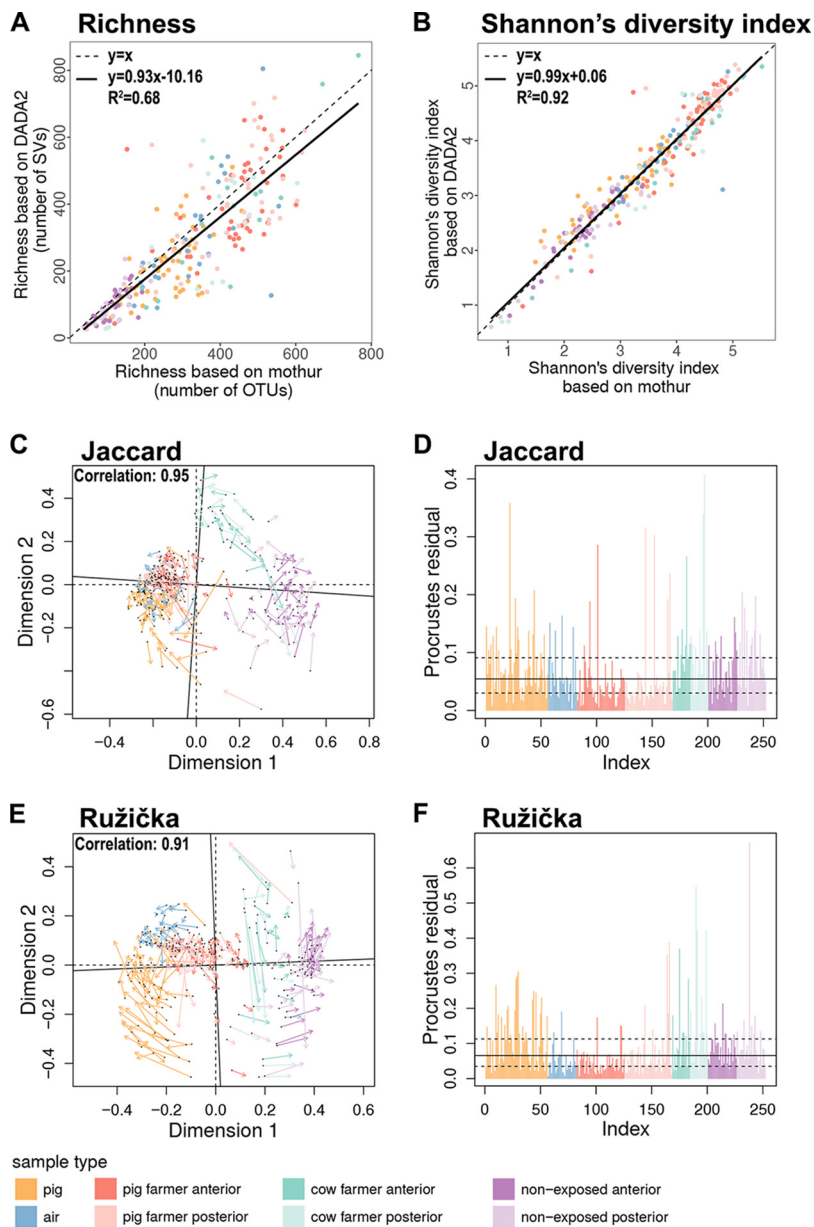 A Richness
y=x
y=0.93x-10.16
R²=0.68
Richness based on DADA2
(number of SVs)
0 200 400 600 800
200 400 600 800
Richness based on mothur
(number of OTUs)
B Shannon's diversity index
y=x
y=0.99x+0.06
R²=0.92
Shannon's diversity index
based on DADA2
1 2 3 4 5
1 2 3 4 5
Shannon's diversity index
based on mothur
C Jaccard
Correlation: 0.95
Dimension 2
−0.6 −0.2 0.0 0.2 0.4
−0.4 0.0 0.2 0.4 0.6 0.8
Dimension 1
D Jaccard
Procrustes residual
0.0 0.1 0.2 0.3 0.4
0 50 100 150 200 250
Index
E Ružička
Correlation: 0.91
Dimension 2
−0.4 −0.2 0.0 0.2 0.4
−0.4 −0.2 0.0 0.2 0.4 0.6
Dimension 1
F Ružička
Procrustes residual
0.0 0.1 0.2 0.3 0.4 0.5 0.6
0 50 100 150 200 250
Index
sample type
pig pig farmer anterior cow farmer anterior non-exposed anterior
air pig farmer posterior cow farmer posterior non-exposed posterior